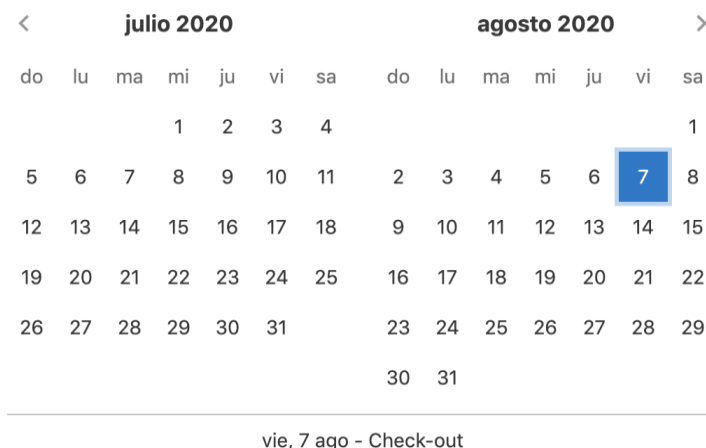 julio 2020
do lu ma mi ju vi sa
1 2 3 4
5 6 7 8 9 10 11
12 13 14 15 16 17 18
19 20 21 22 23 24 25
26 27 28 29 30 31
agosto 2020
do lu ma mi ju vi sa
1
2 3 4 5 6 7 8
9 10 11 12 13 14 15
16 17 18 19 20 21 22
23 24 25 26 27 28 29
30 31
vie, 7 ago - Check-out